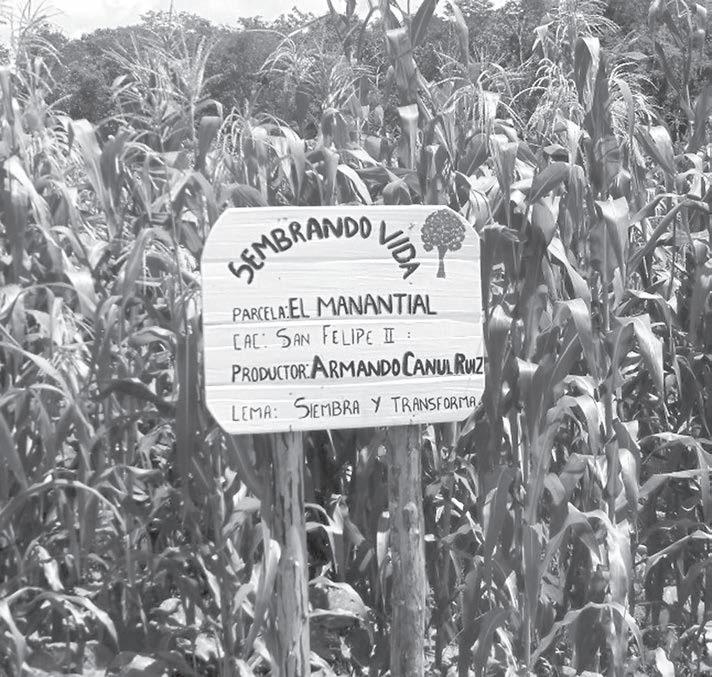 SEMBRANDO VIDA
PARCELA: EL MANANTIAL
CAC: SAN FELIPE II :
PRODUCTOR: ARMANDO CANUL RUIZ
LEMA: SIEMBRA Y TRANSFORMA